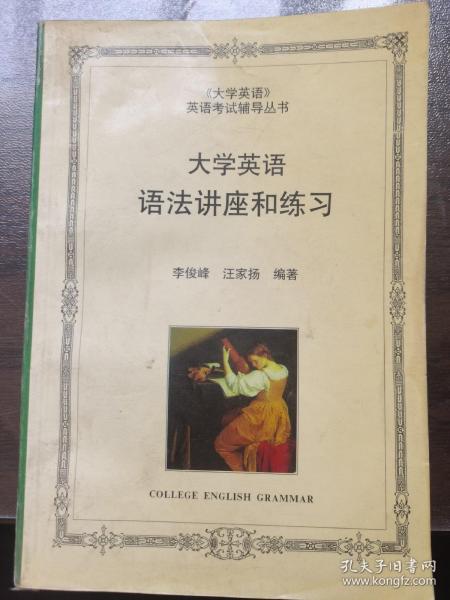 《大学英语》
英语考试辅导丛书
大学英语
语法讲座和练习
李俊峰 汪家扬 编著
COLLEGE ENGLISH GRAMMAR
孔夫子旧书网
www.kongfz.com